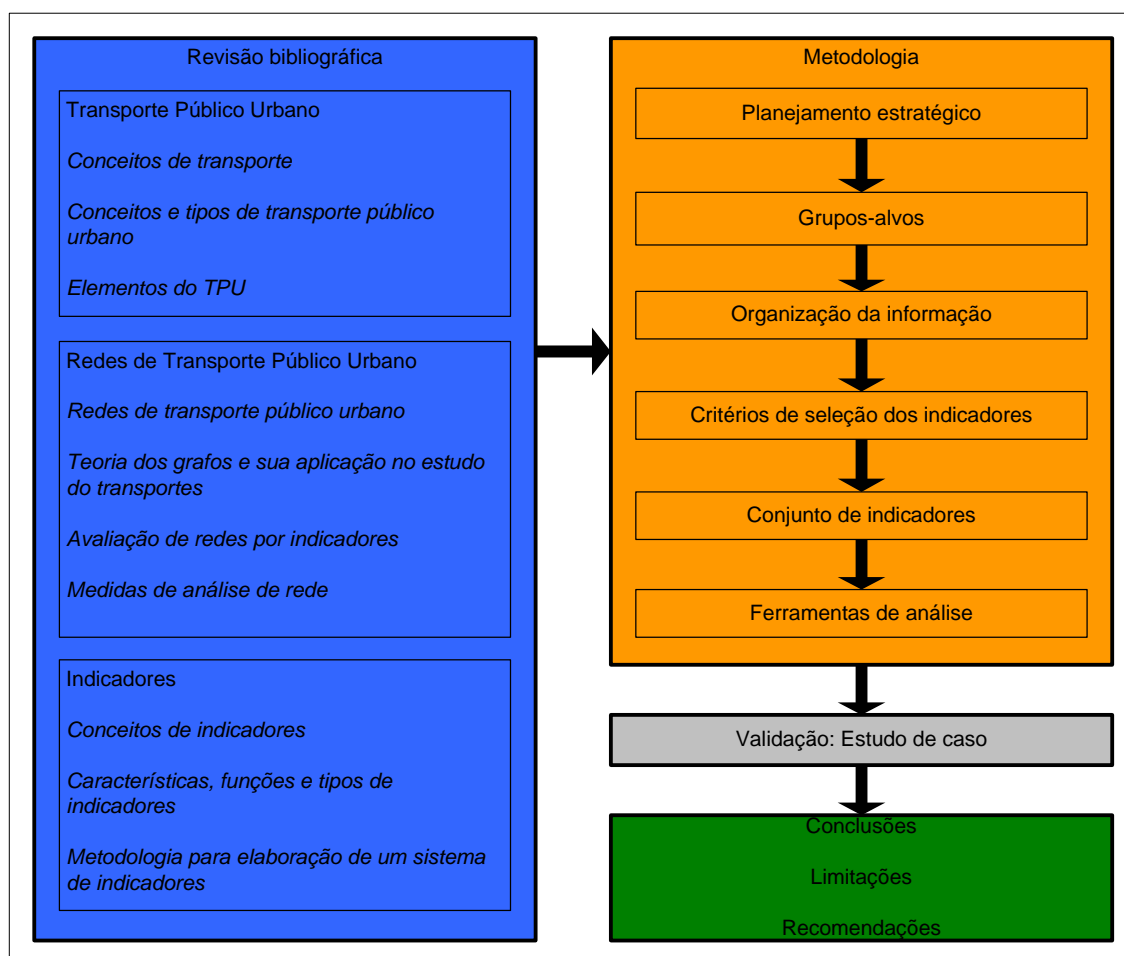 Revisão bibliográfica
Transporte Público Urbano
Conceitos de transporte
Conceitos e tipos de transporte público
urbano
Elementos do TPU
Redes de Transporte Público Urbano
Redes de transporte público urbano
Teoria dos grafos e sua aplicação no estudo
do transportes
Avaliação de redes por indicadores
Medidas de análise de rede
Indicadores
Conceitos de indicadores
Característícas, funções e tipos de
indicadores
Metodologia para elaboração de um sistema
de indicadores
Metodologia
Planejamento estratégico
Grupos-alvos
Organização da informação
Critérios de seleção dos indicadores
Conjunto de indicadores
Ferramentas de análise
Validação: Estudo de caso
Conclusões
Limitações
Recomendações